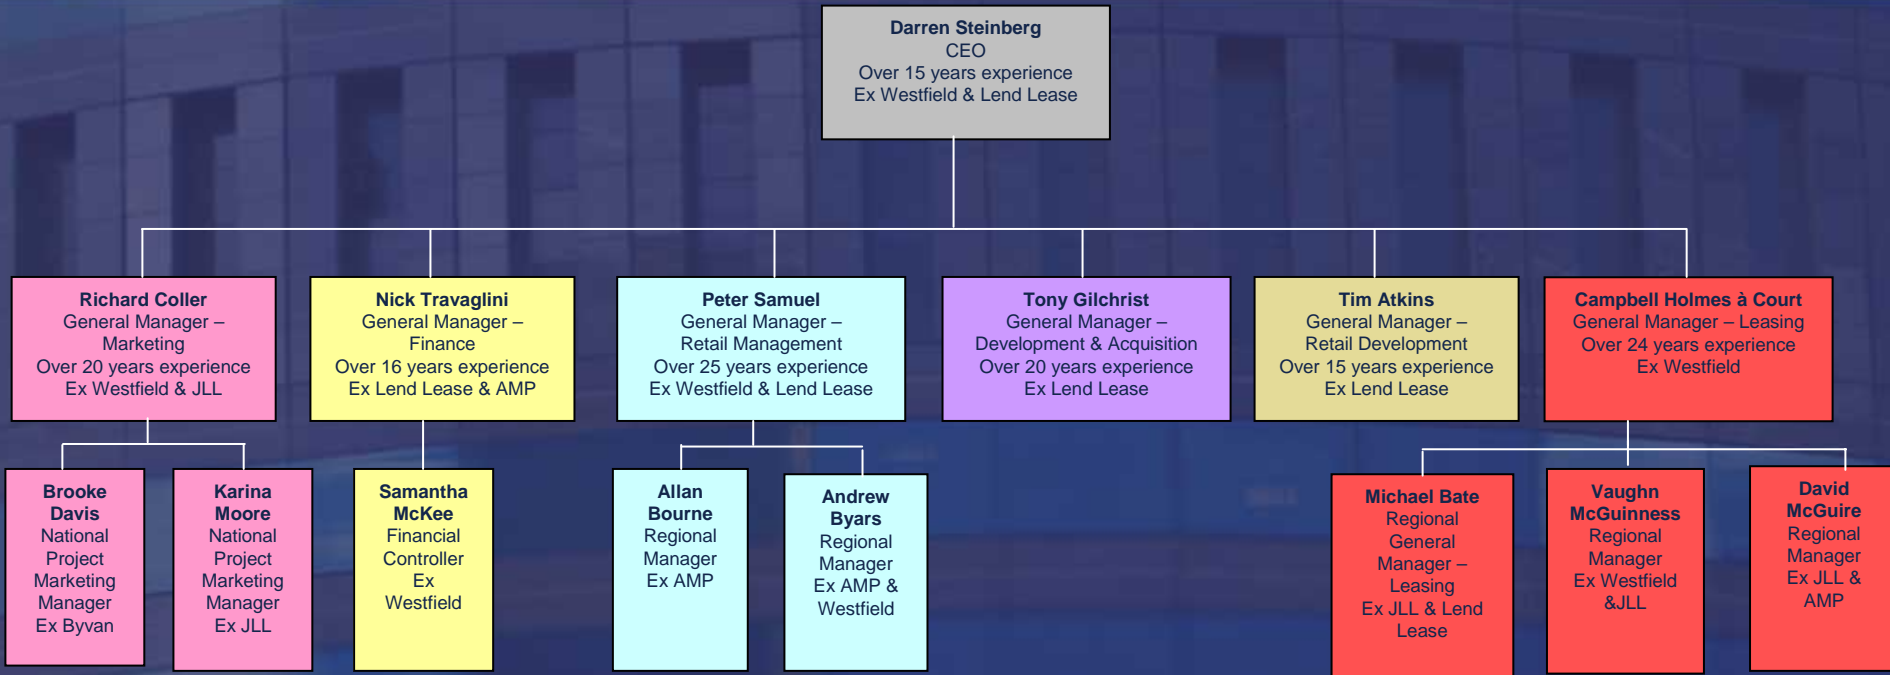 Darren Steinberg
CEO
Over 15 years experience
Ex Westfield & Lend Lease
Richard Coller
General Manager –
Marketing
Over 20 years experience
Ex Westfield & JLL
Nick Travaglini
General Manager –
Finance
Over 16 years experience
Ex Lend Lease & AMP
Peter Samuel
General Manager –
Retail Management
Over 25 years experience
Ex Westfield & Lend Lease
Tony Gilchrist
General Manager –
Development & Acquisition
Over 20 years experience
Ex Lend Lease
Tim Atkins
General Manager –
Retail Development
Over 15 years experience
Ex Lend Lease
Campbell Holmes à Court
General Manager – Leasing
Over 24 years experience
Ex Westfield
Brooke
Davis
National
Project
Marketing
Manager
Ex Byvan
Karina
Moore
National
Project
Marketing
Manager
Ex JLL
Samantha
McKee
Financial
Controller
Ex
Westfield
Allan
Bourne
Regional
Manager
Ex AMP
Andrew
Byars
Regional
Manager
Ex AMP &
Westfield
Michael Bate
Regional
General
Manager –
Leasing
Ex JLL & Lend
Lease
Vaughn
McGuinness
Regional
Manager
Ex Westfield
&JLL
David
McGuire
Regional
Manager
Ex JLL &
AMP